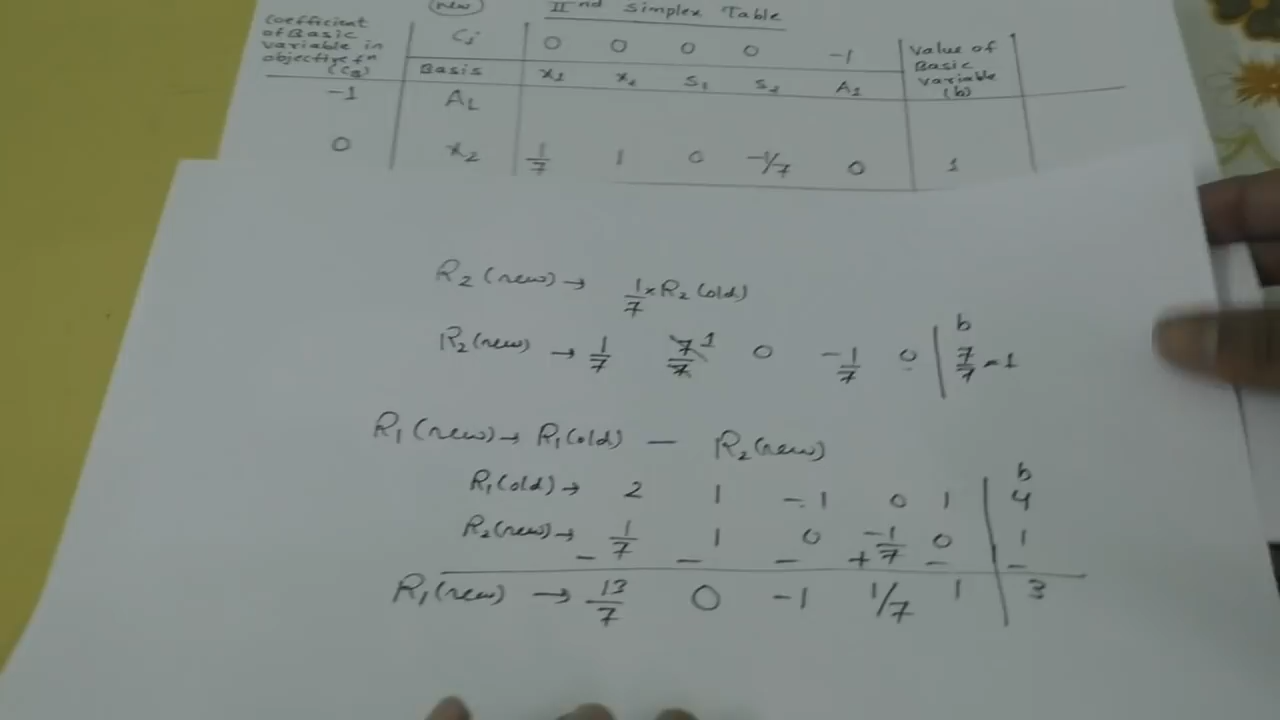 (new) IInd Simplex Table
Coefficient of Basic variable in objective fn (CB) Cj 0 0 0 0 -1 Value of Basic variable (b)
Basis x1 x2 S1 S2 A1
-1 A1
0 x2 1/7 1 0 -1/7 0 1
R2 (new) → 1/7 x R2 (old)
b
R2(new) → 1/7 7/7 1 0 -1/7 0 | 7/7 = 1
R1(new) → R1(old) — R2(new)
b
R1(old) → 2 1 -1 0 1 | 4
R2(new) → 1/7 1 0 -1/7 0 | 1
- - - + - -
R1(new) → 13/7 0 -1 1/7 1 | 3